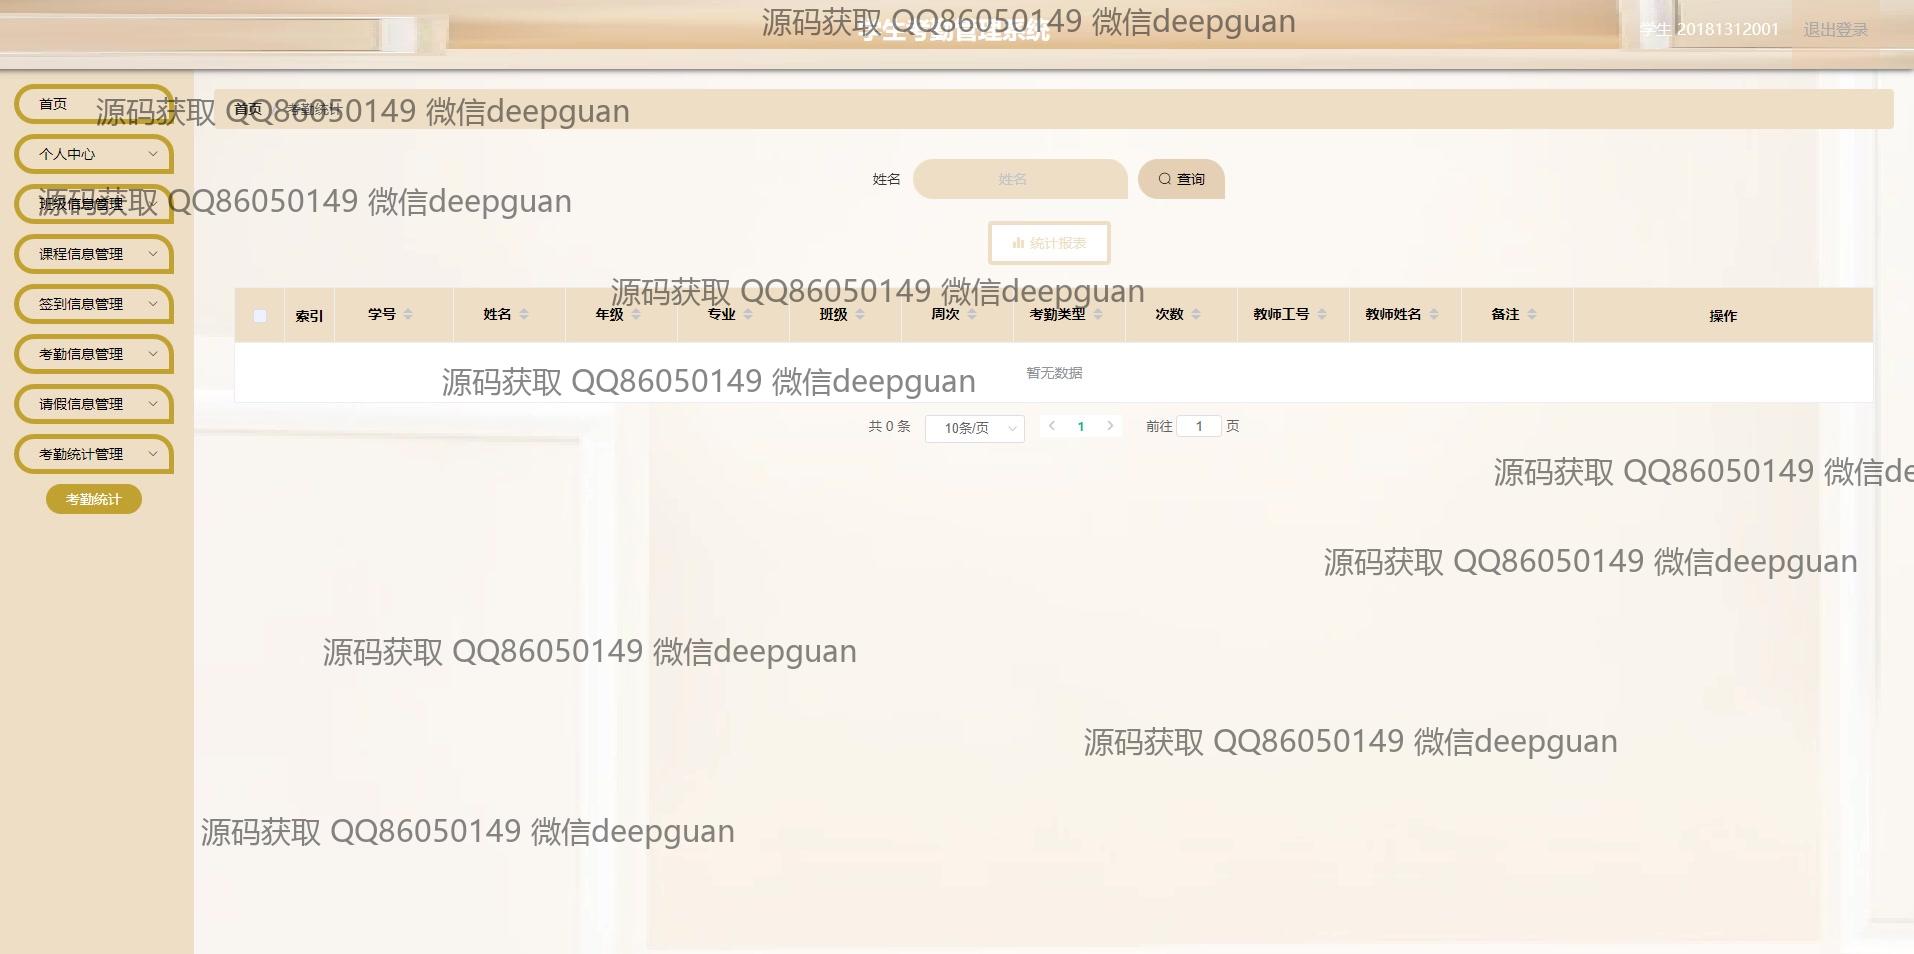 学生考勤管理系统
源码获取 QQ86050149 微信deepguan
学生 20181312001
退出登录
首页
个人中心
班级信息管理
课程信息管理
签到信息管理
考勤信息管理
请假信息管理
考勤统计管理
考勤统计
首页 考勤统计
源码获取 QQ86050149 微信deepguan
姓名 姓名 查询
源码获取 QQ86050149 微信deepguan
统计报表
源码获取 QQ86050149 微信deepguan
索引 学号 姓名 年级 专业 班级 周次 考勤类型 次数 教师工号 教师姓名 备注 操作
暂无数据
源码获取 QQ86050149 微信deepguan
共 0 条 10条/页 1 前往 1 页
源码获取 QQ86050149 微信de
源码获取 QQ86050149 微信deepguan
源码获取 QQ86050149 微信deepguan
源码获取 QQ86050149 微信deepguan
源码获取 QQ86050149 微信deepguan